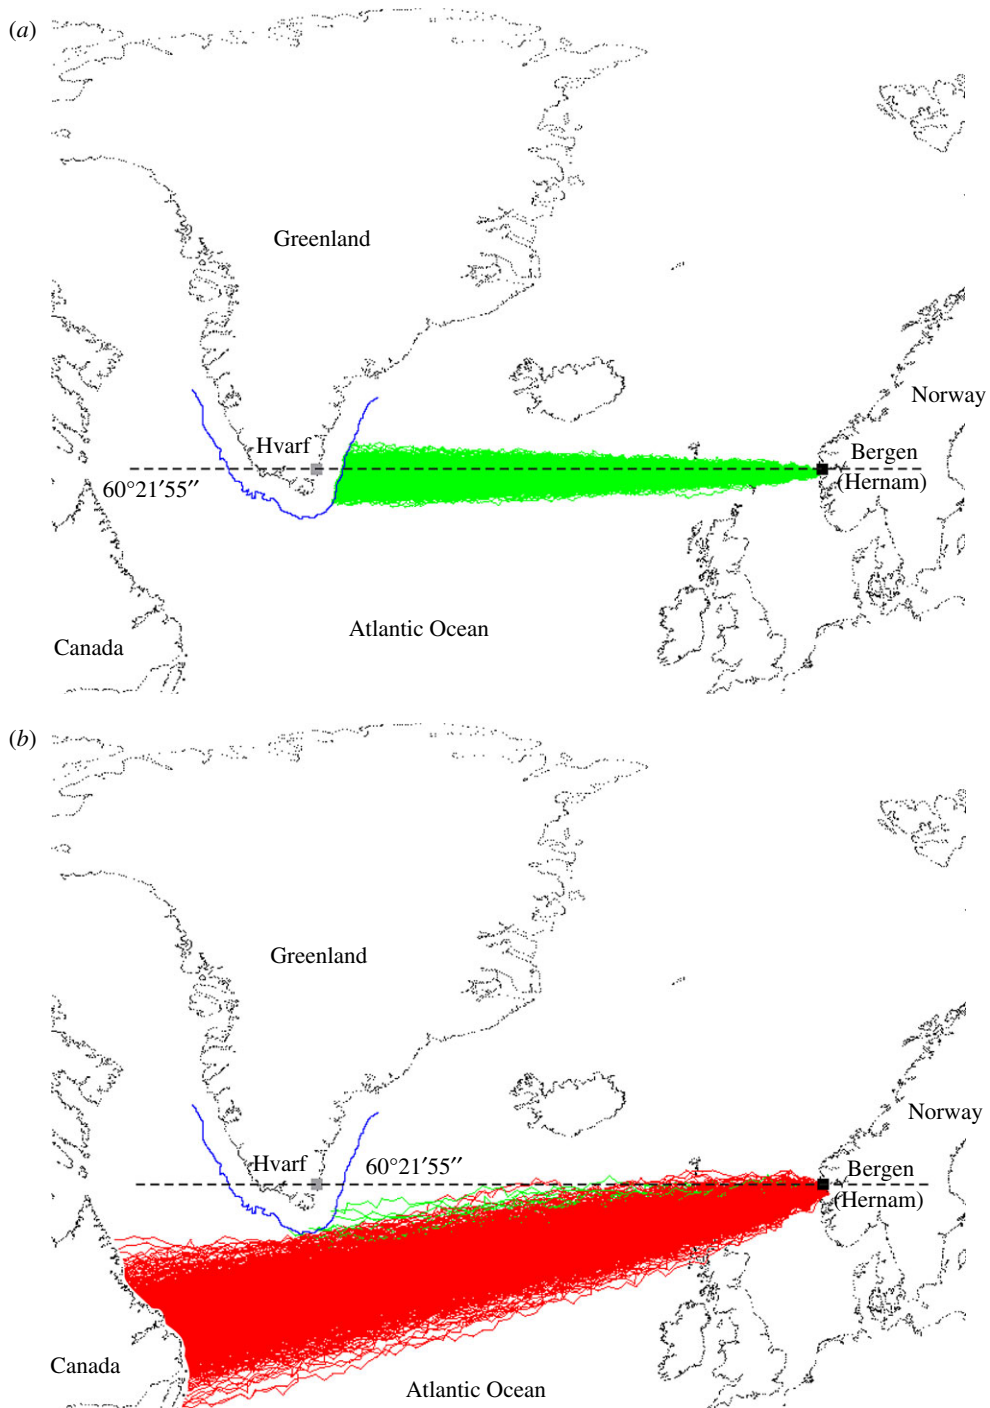 (a)
Greenland
Norway
Hvarf
Bergen
60°21′55″
(Hernam)
Atlantic Ocean
Canada
(b)
Greenland
Norway
Hvarf
60°21′55″
Bergen
(Hernam)
Canada
Atlantic Ocean